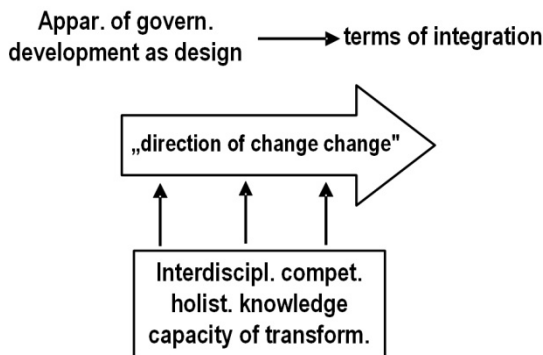 Appar. of govern.
development as design
terms of integration
„direction of change change"
Interdiscipl. compet.
holist. knowledge
capacity of transform.